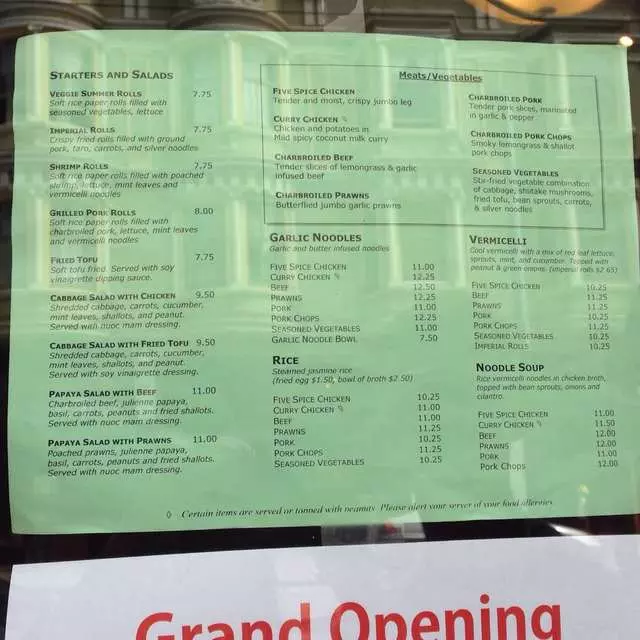 STARTERS AND SALADS
VEGGIE SUMMER ROLLS 7.75
Soft rice paper rolls filled with
seasoned vegetables, lettuce
IMPERIAL ROLLS 7.75
Crispy fried rolls filled with ground
pork, taro, carrots, and silver noodles
SHRIMP ROLLS 7.75
Soft rice paper rolls filled with poached
shrimp, lettuce, mint leaves and
vermicelli noodles
GRILLED PORK ROLLS 8.00
Soft rice paper rolls filled with
charbroiled pork, lettuce, mint leaves
and vermicelli noodles
FRIED TOFU 7.75
Soft tofu fried. Served with soy
vinaigrette dipping sauce.
CABBAGE SALAD WITH CHICKEN 9.50
Shredded cabbage, carrots, cucumber,
mint leaves, shallots, and peanut.
Served with nuoc mam dressing.
CABBAGE SALAD WITH FRIED TOFU 9.50
Shredded cabbage, carrots, cucumber,
mint leaves, shallots, and peanut.
Served with soy vinaigrette dressing.
PAPAYA SALAD WITH BEEF 11.00
Charbroiled beef, julienne papaya,
basil, carrots, peanuts and fried shallots.
Served with nuoc mam dressing.
PAPAYA SALAD WITH PRAWNS 11.00
Poached prawns, julienne papaya,
basil, carrots, peanuts and fried shallots.
Served with nuoc mam dressing.
Meats/Vegetables
FIVE SPICE CHICKEN
Tender and moist, crispy jumbo leg
CURRY CHICKEN
Chicken and potatoes in
Mild spicy coconut milk curry
CHARBROILED BEEF
Tender slices of lemongrass & garlic
infused beef
CHARBROILED PRAWNS
Butterflied jumbo garlic prawns
CHARBROILED PORK
Tender pork slices, marinated
in garlic & pepper
CHARBROILED PORK CHOPS
Smoky lemongrass & shallot
pork chops
SEASONED VEGETABLES
Stir-fried vegetable combination
of cabbage, shitake mushrooms,
fried tofu, bean sprouts, carrots,
& silver noodles
GARLIC NOODLES
Garlic and butter infused noodles
FIVE SPICE CHICKEN 11.00
CURRY CHICKEN 12.25
BEEF 12.50
PRAWNS 12.25
PORK 11.00
PORK CHOPS 12.25
SEASONED VEGETABLES 11.00
GARLIC NOODLE BOWL 7.50
RICE
Steamed jasmine rice
(fried egg $1.50, bowl of broth $2.50)
FIVE SPICE CHICKEN 10.25
CURRY CHICKEN 11.00
BEEF 11.00
PRAWNS 11.25
PORK 10.25
PORK CHOPS 11.25
SEASONED VEGETABLES 10.25
VERMICELLI
Cool vermicelli with a mix of red leaf lettuce,
sprouts, mint, and cucumber. Topped with
peanut & green onions. (imperial rolls $2.65)
FIVE SPICE CHICKEN 10.25
BEEF 11.25
PRAWNS 11.25
PORK 10.25
PORK CHOPS 11.25
SEASONED VEGETABLES 10.25
IMPERIAL ROLLS 10.25
NOODLE SOUP
Rice vermicelli noodles in chicken broth,
topped with bean sprouts, onions and
cilantro.
FIVE SPICE CHICKEN 11.00
CURRY CHICKEN 11.50
BEEF 12.00
PRAWNS 12.00
PORK 11.00
Pork Chops 12.00
◊ Certain items are served or topped with peanuts. Please alert your server of your food allergies
Grand Opening